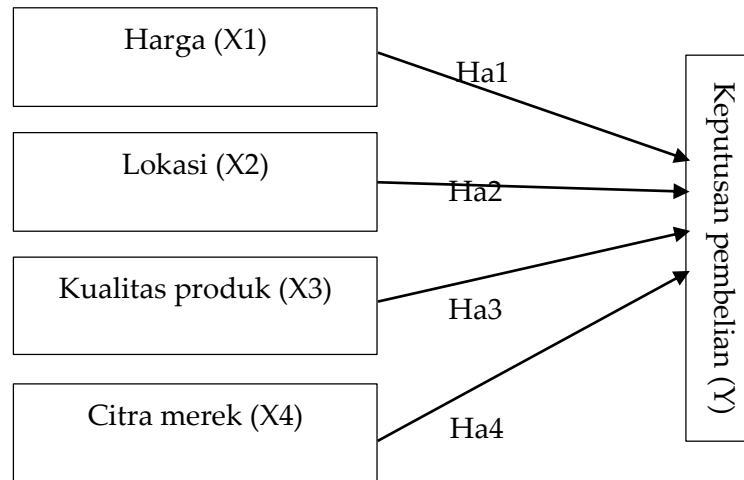 Harga (X1)
Ha1
Lokasi (X2)
Ha2
Kualitas produk (X3)
Ha3
Citra merek (X4)
Ha4
Keputusan pembelian (Y)